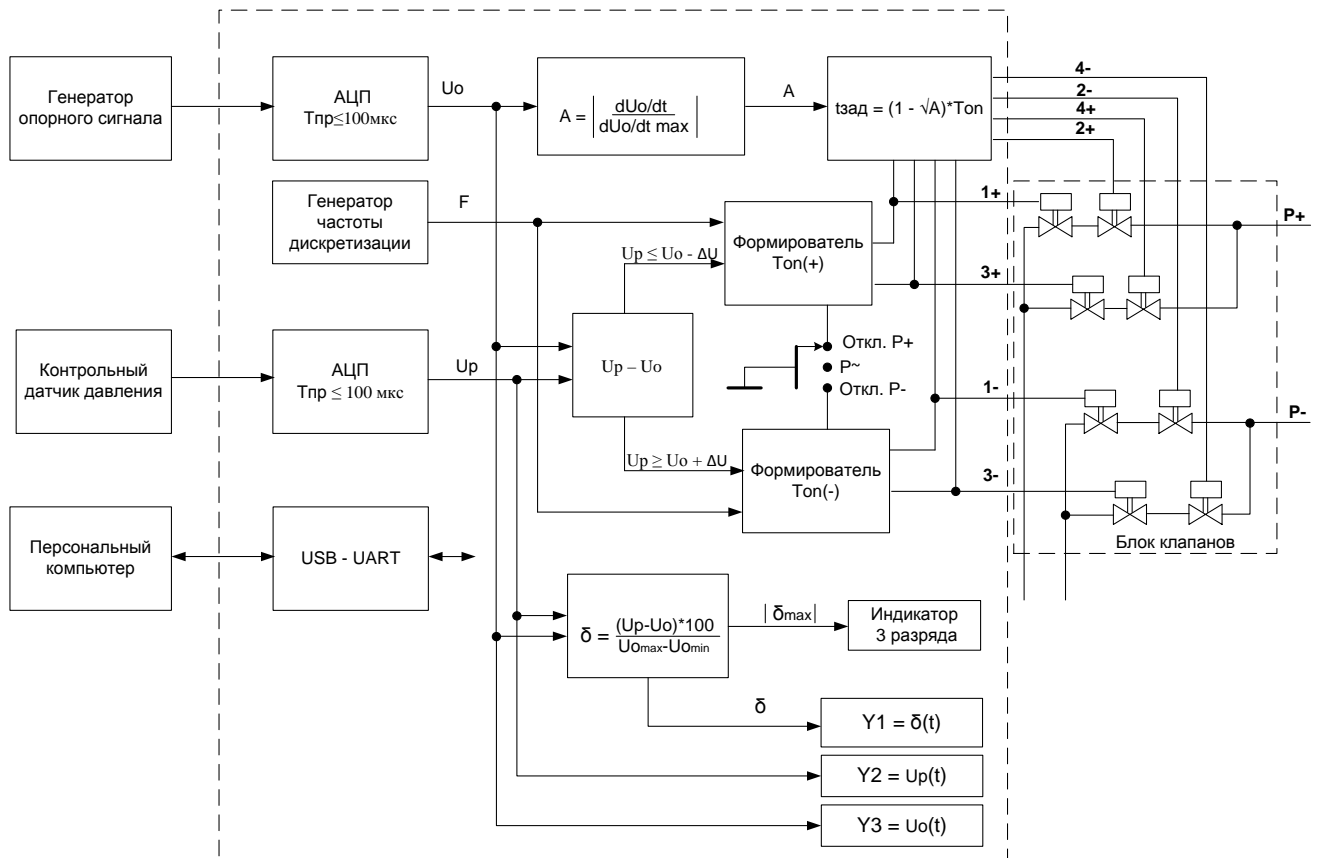 Генератор
опорного сигнала
АЦП
Тпр≤100мкс
Uo
A = | dUo/dt
dUo/dt max |
A
tзад = (1 - √A)*Ton
4-
2-
4+
2+
Генератор
частоты
дискретизации
F
Формирователь
Ton(+)
Up ≤ Uo - ΔU
1+
3+
P+
Контрольный
датчик давления
АЦП
Тпр ≤ 100 мкс
Up
Up – Uo
Откл. P+
P~
Откл. P-
1-
P-
Up ≥ Uo + ΔU
Формирователь
Ton(-)
3-
Блок клапанов
Персональный
компьютер
USB - UART
δ = (Up-Uo)*100
Uomax-Uomin
| δmax|
Индикатор
3 разряда
δ
Y1 = δ(t)
Y2 = Up(t)
Y3 = Uo(t)